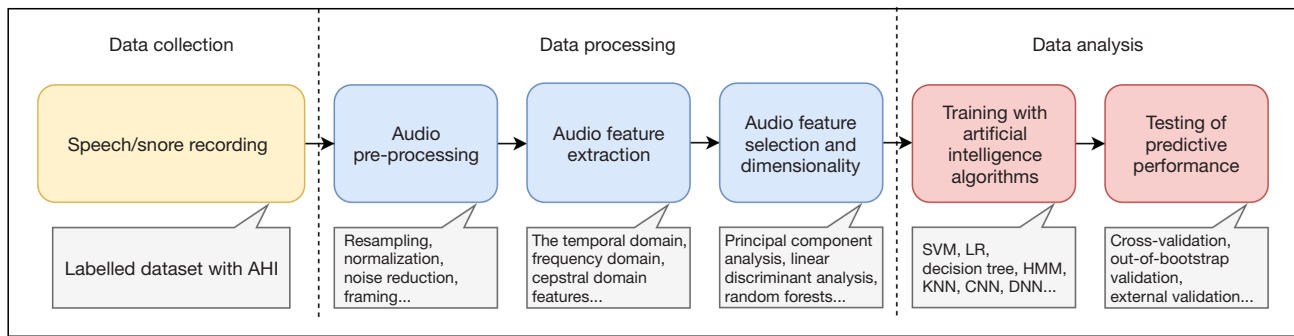 Data collection
Data processing
Data analysis
Speech/snore recording
Audio
pre-processing
Audio feature
extraction
Audio feature
selection and
dimensionality
Training with
artificial
intelligence
algorithms
Testing of
predictive
performance
Labelled dataset with AHI
Resampling,
normalization,
noise reduction,
framing...
The temporal domain,
frequency domain,
cepstral domain
features...
Principal component
analysis, linear
discriminant analysis,
random forests...
SVM, LR,
decision tree, HMM,
KNN, CNN, DNN...
Cross-validation,
out-of-bootstrap
validation,
external validation...